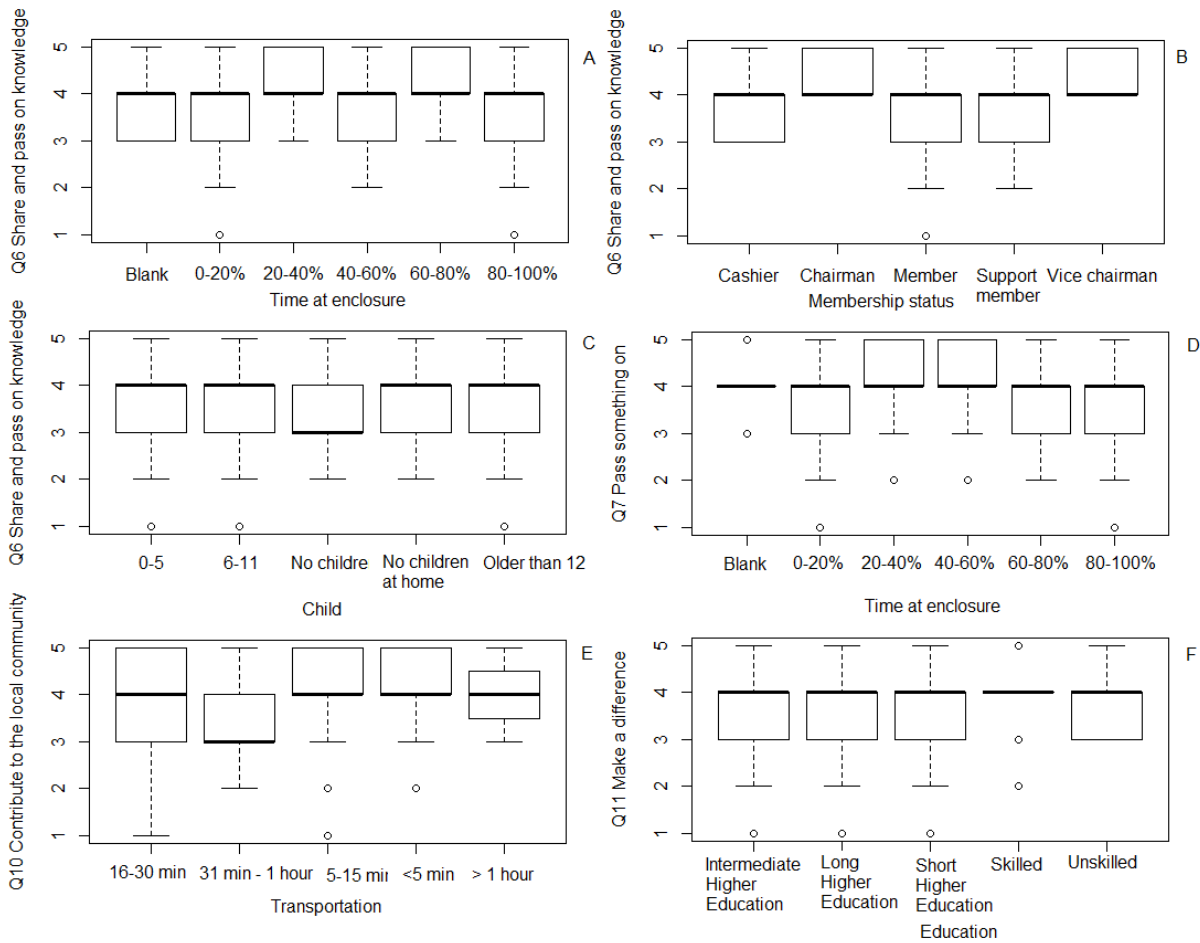 Q6 Share and pass on knowledge
5
4
3
2
1
A
Blank 0-20% 20-40% 40-60% 60-80% 80-100%
Time at enclosure
Q6 Share and pass on knowledge
5
4
3
2
1
B
Cashier Chairman Member Support member Vice chairman
Membership status
Q6 Share and pass on knowledge
5
4
3
2
1
C
0-5 6-11 No childre No children at home Older than 12
Child
Q7 Pass something on
5
4
3
2
1
D
Blank 0-20% 20-40% 40-60% 60-80% 80-100%
Time at enclosure
Q10 Contribute to the local community
5
4
3
2
1
E
16-30 min 31 min - 1 hour 5-15 mir <5 min > 1 hour
Transportation
Q11 Make a difference
5
4
3
2
1
F
Intermediate Higher Education
Long Higher Education
Short Higher Education
Skilled
Unskilled
Education